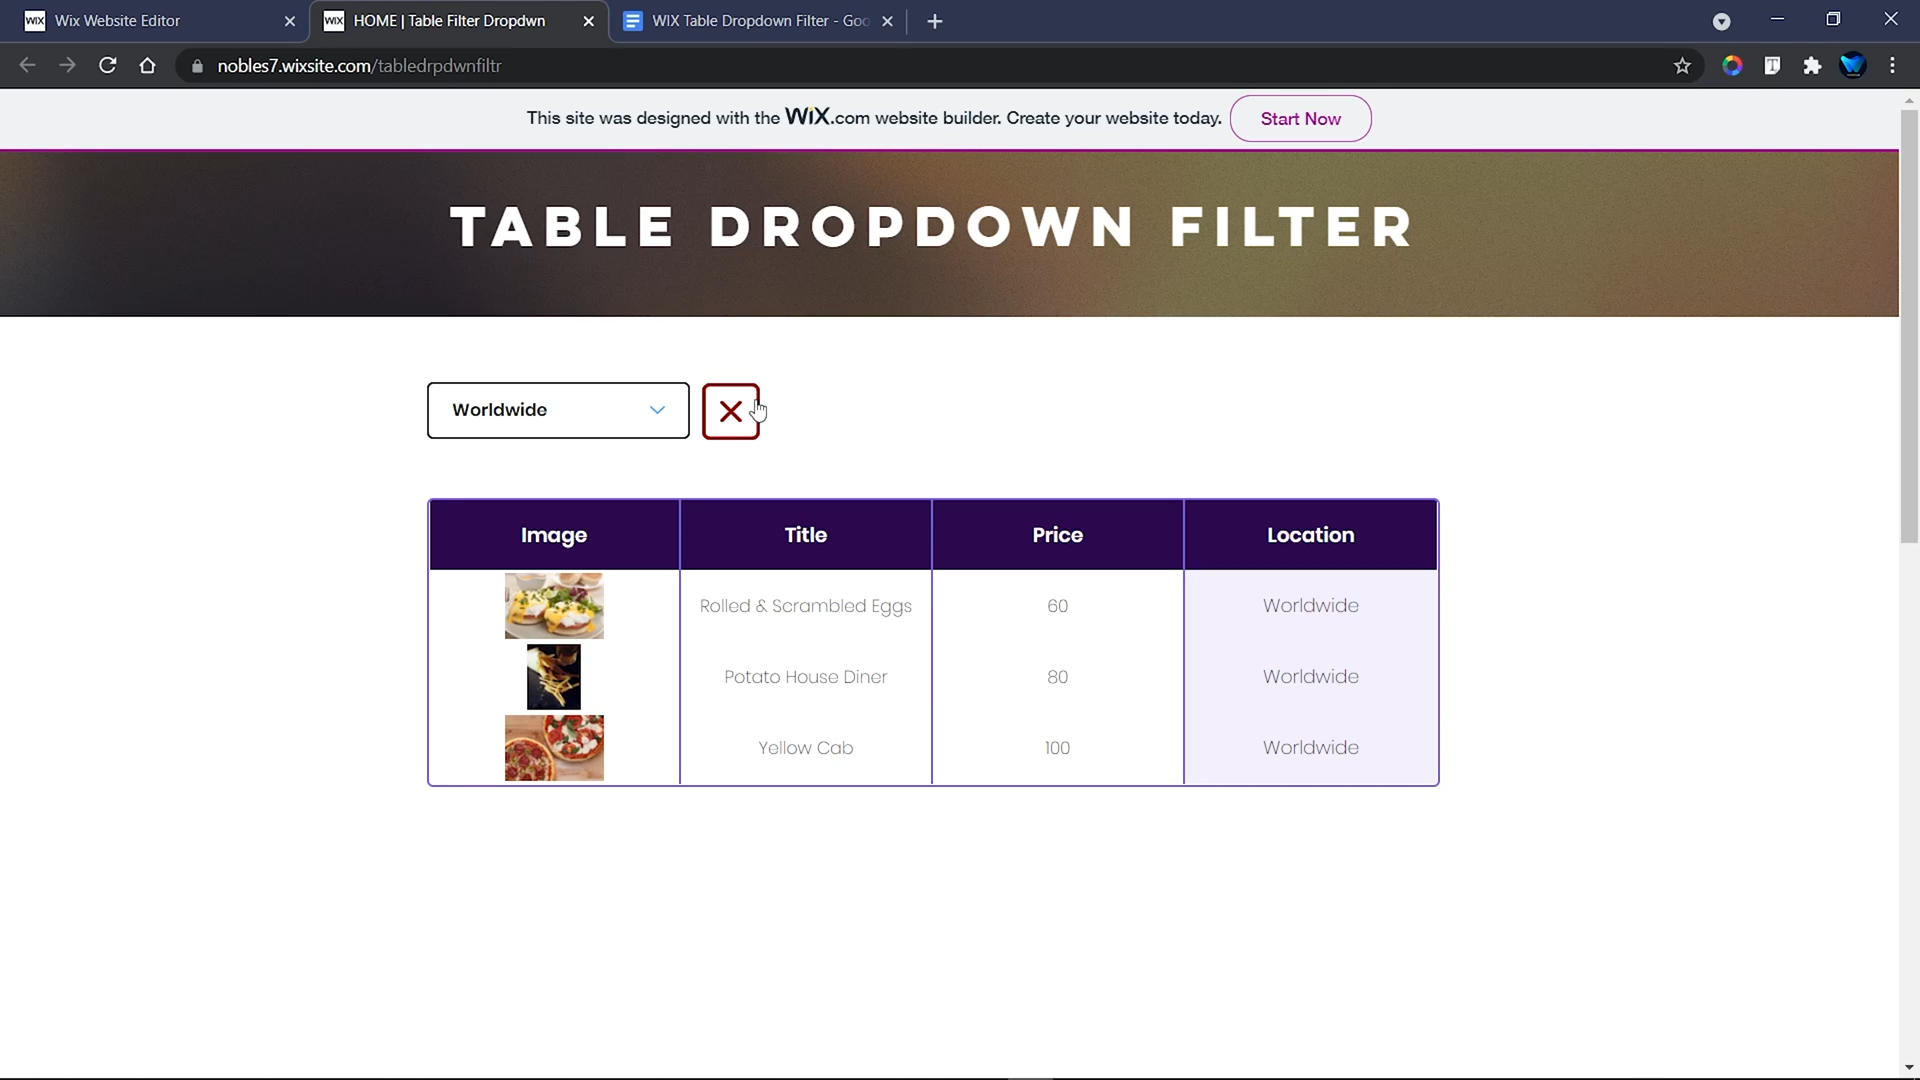 WiX Wix Website Editor
WiX HOME | Table Filter Dropdwn
WIX Table Dropdown Filter - Goo
nobles7.wixsite.com/tabledrpdwnfiltr
This site was designed with the WiX.com website builder. Create your website today.
Start Now
TABLE DROPDOWN FILTER
Worldwide
Image Title Price Location
Rolled & Scrambled Eggs 60 Worldwide
Potato House Diner 80 Worldwide
Yellow Cab 100 Worldwide